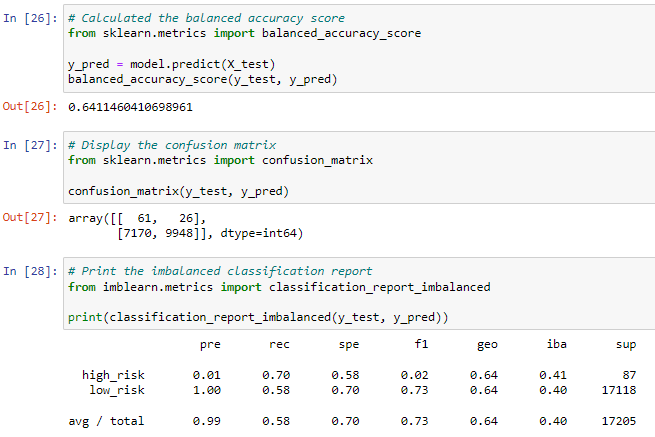 In [26]: # Calculated the balanced accuracy score
from sklearn.metrics import balanced_accuracy_score
y_pred = model.predict(X_test)
balanced_accuracy_score(y_test, y_pred)
Out[26]: 0.6411460410698961
In [27]: # Display the confusion matrix
from sklearn.metrics import confusion_matrix
confusion_matrix(y_test, y_pred)
Out[27]: array([[  61,   26],
[7170, 9948]], dtype=int64)
In [28]: # Print the imbalanced classification report
from imblearn.metrics import classification_report_imbalanced
print(classification_report_imbalanced(y_test, y_pred))
pre rec spe f1 geo iba sup
high_risk 0.01 0.70 0.58 0.02 0.64 0.41 87
low_risk 1.00 0.58 0.70 0.73 0.64 0.40 17118
avg / total 0.99 0.58 0.70 0.73 0.64 0.40 17205